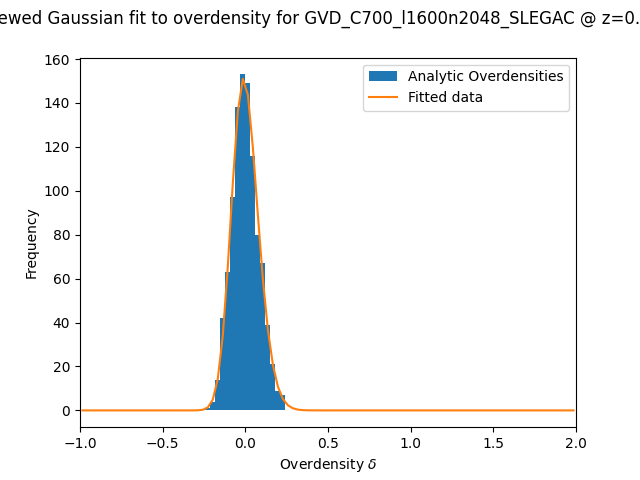 ewed Gaussian fit to overdensity for GVD_C700_l1600n2048_SLEGAC @ z=0.
160
140
120
100
80
60
40
20
0
Frequency
Analytic Overdensities
Fitted data
−1.0 −0.5 0.0 0.5 1.0 1.5 2.0
Overdensity δ